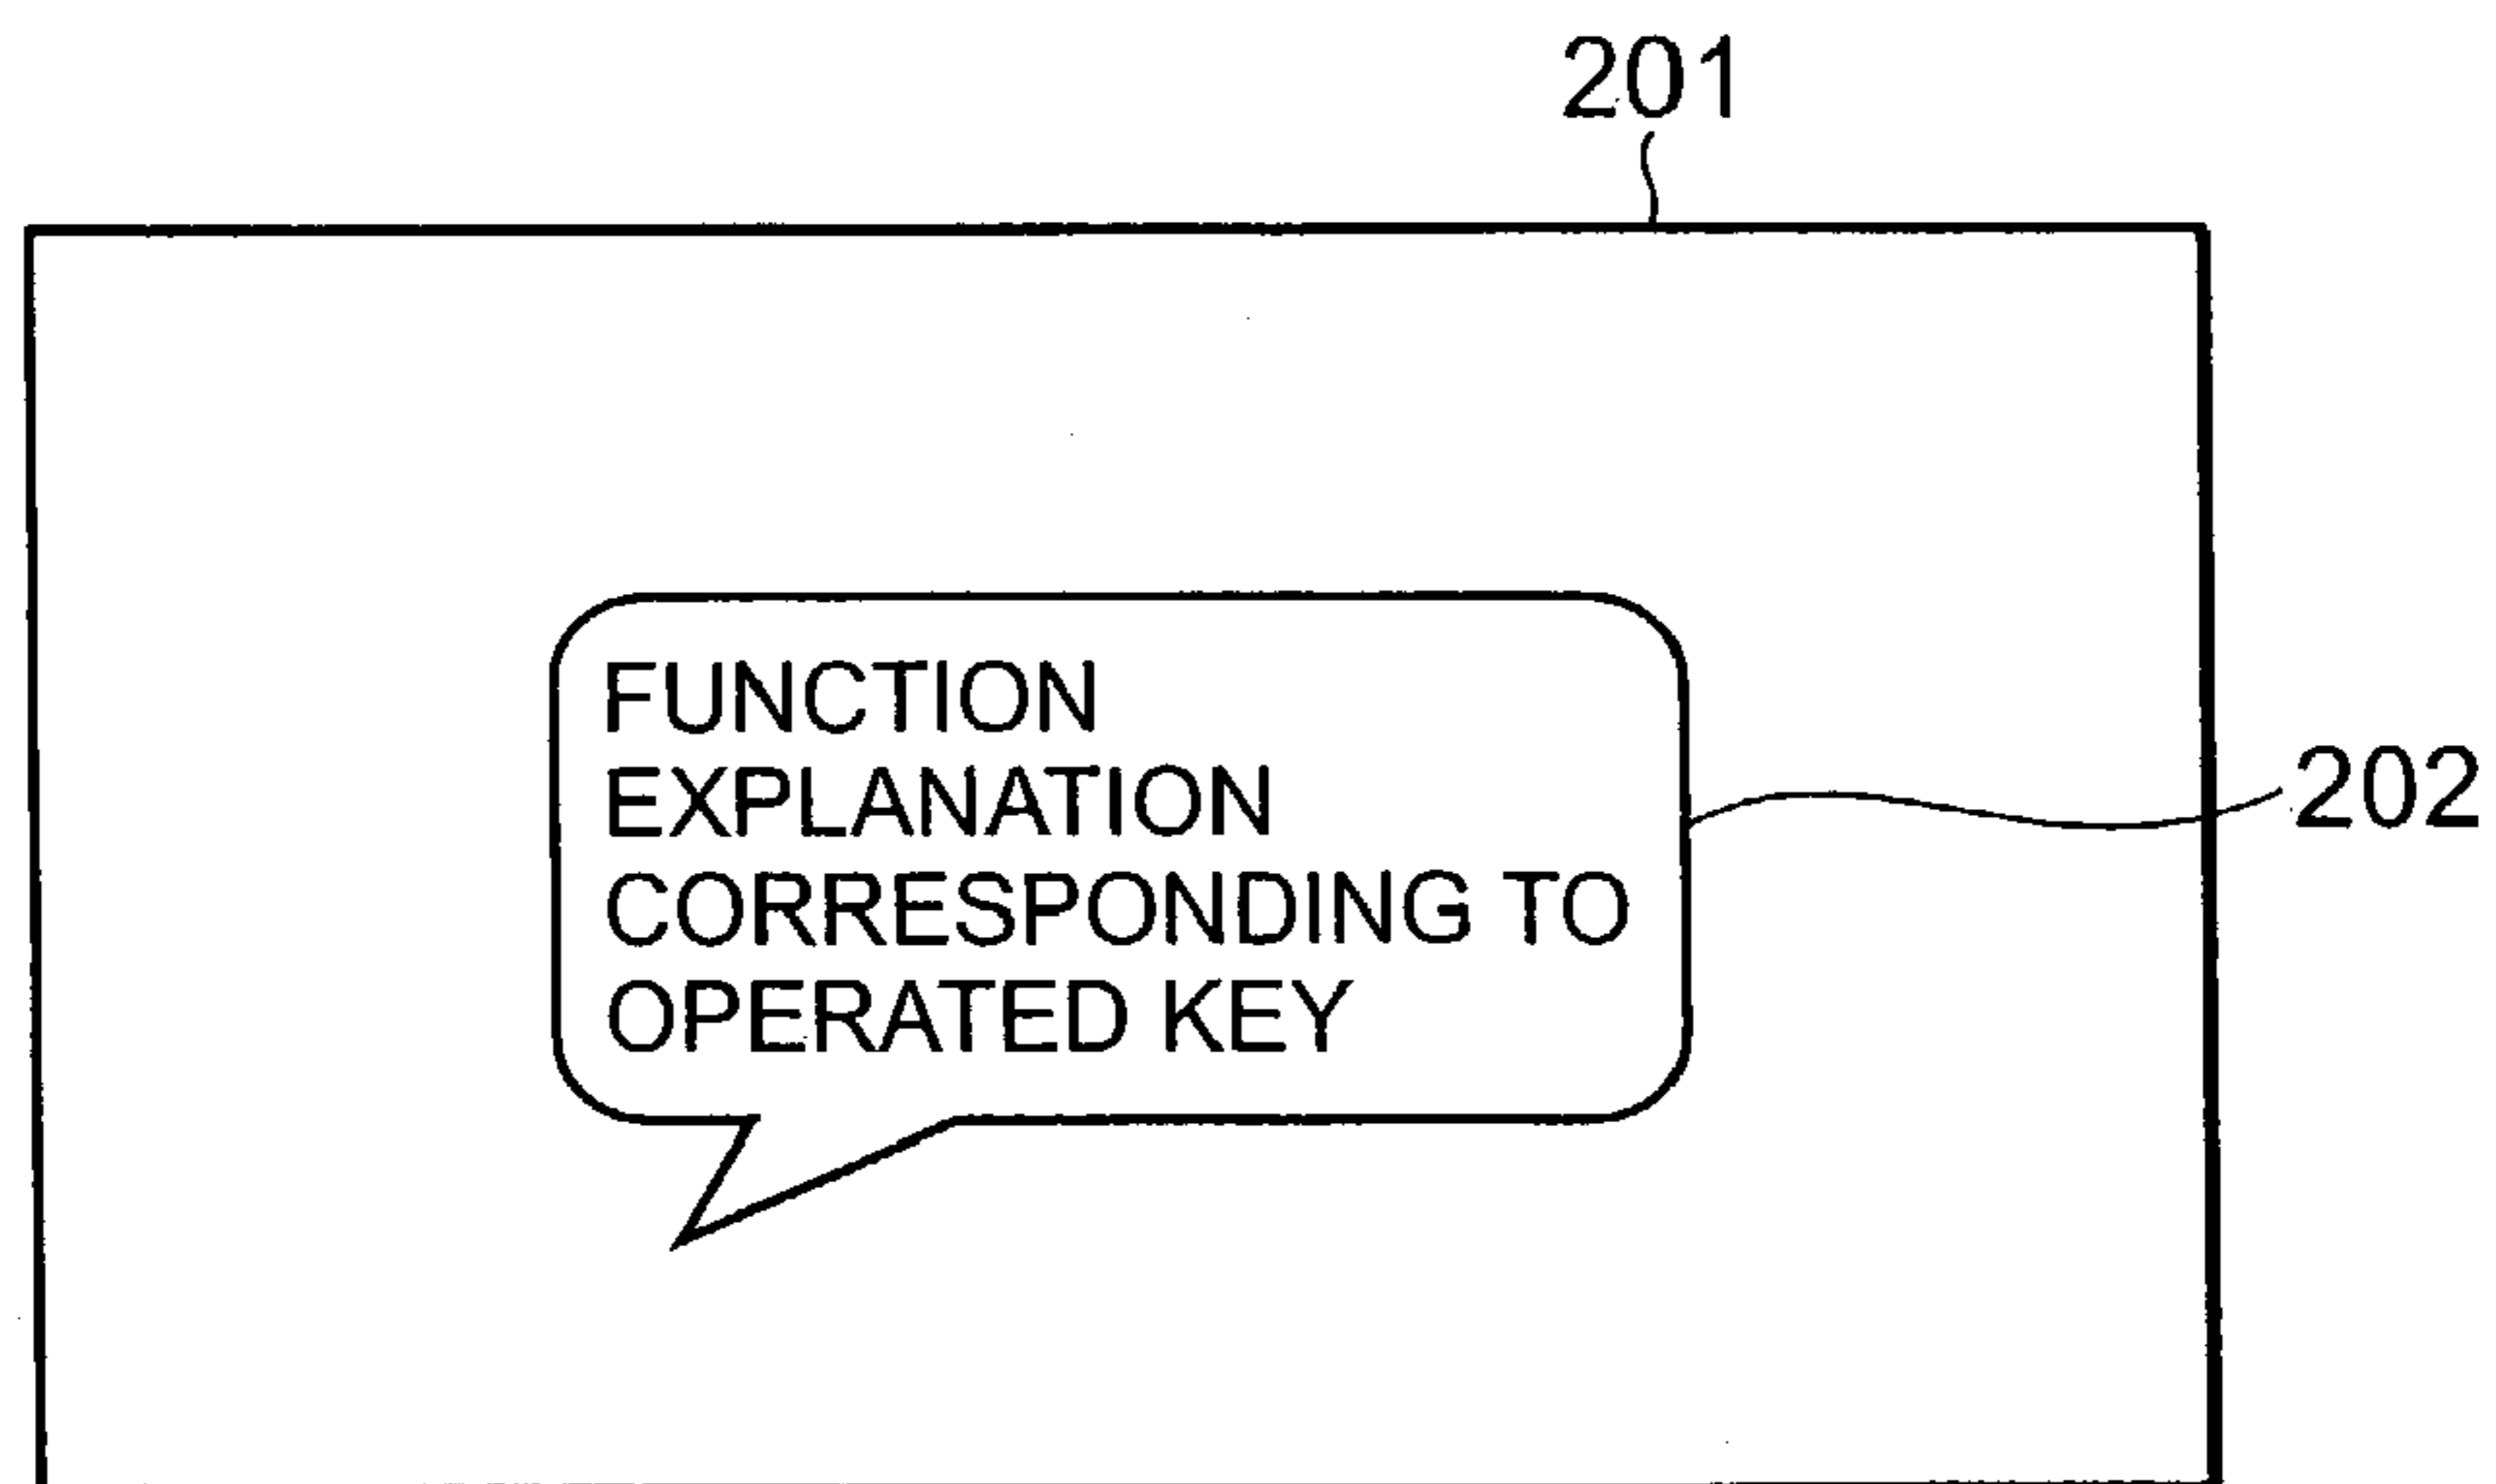 201
FUNCTION
EXPLANATION
CORRESPONDING TO
OPERATED KEY
202